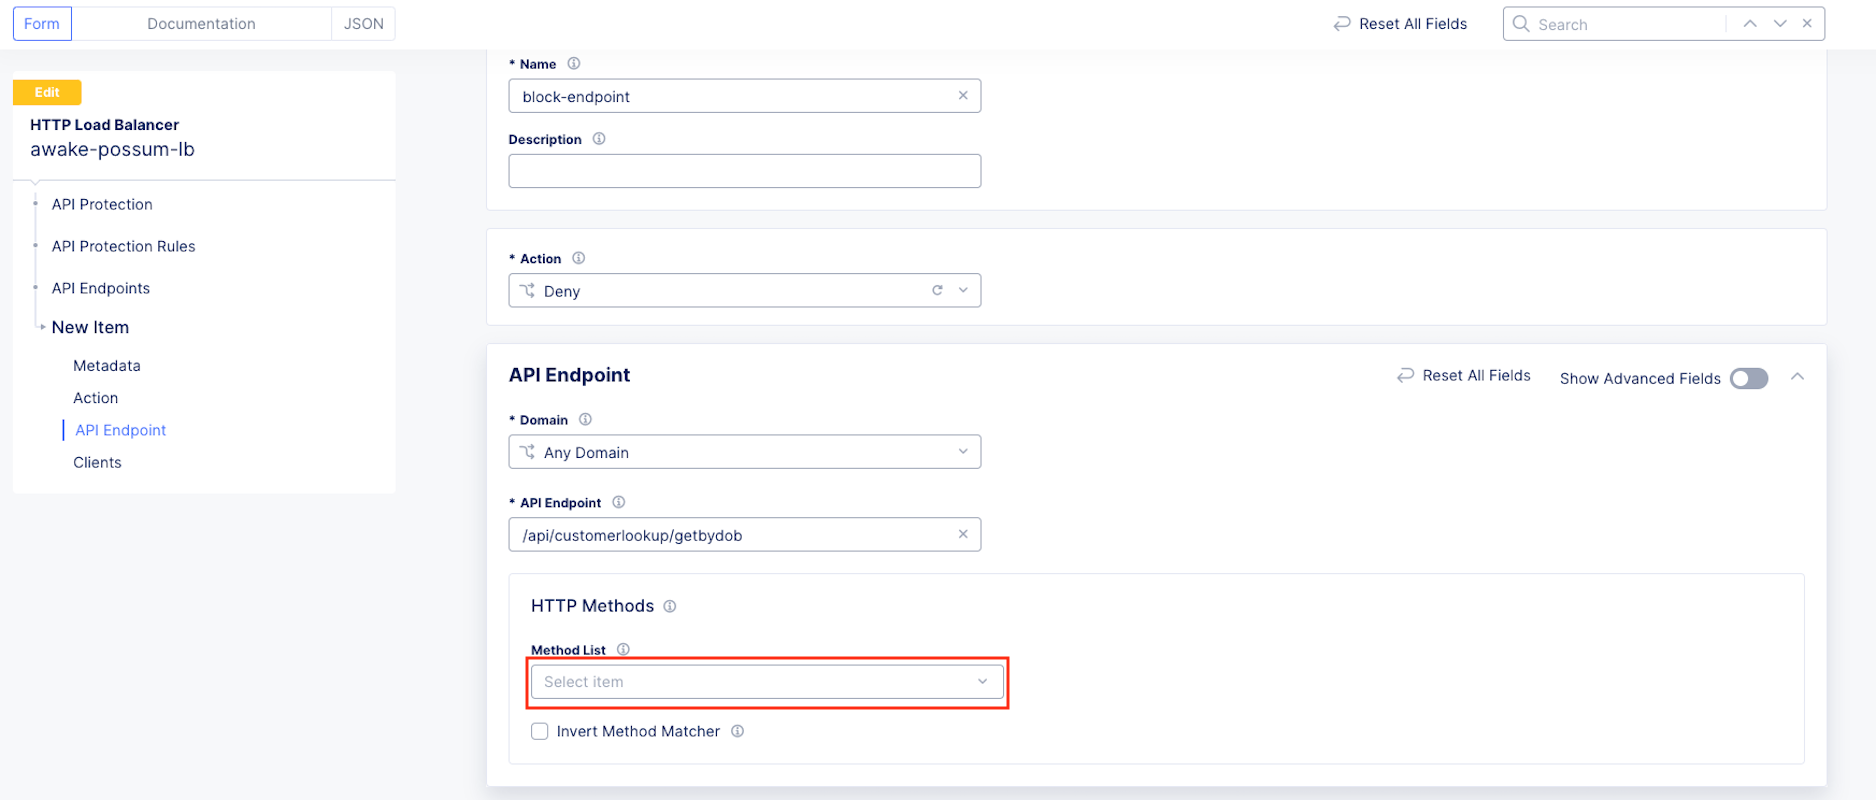 Form
Documentation
JSON
Reset All Fields
Search
Edit
HTTP Load Balancer
awake-possum-lb
API Protection
API Protection Rules
API Endpoints
New Item
Metadata
Action
API Endpoint
Clients
* Name
block-endpoint
Description
* Action
Deny
API Endpoint
Reset All Fields
Show Advanced Fields
* Domain
Any Domain
* API Endpoint
/api/customerlookup/getbydob
HTTP Methods
Method List
Select item
Invert Method Matcher